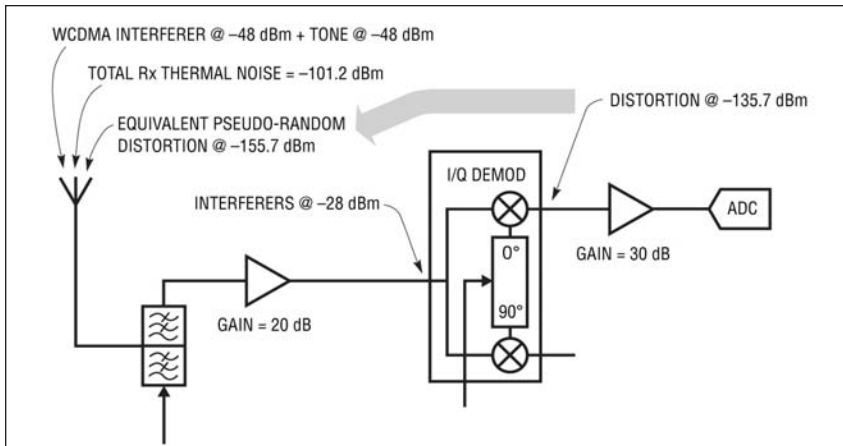 WCDMA INTERFERER @ –48 dBm + TONE @ –48 dBm
TOTAL Rx THERMAL NOISE = –101.2 dBm
DISTORTION @ –135.7 dBm
EQUIVALENT PSEUDO-RANDOM
DISTORTION @ –155.7 dBm
I/Q DEMOD
INTERFERERS @ –28 dBm
ADC
0°
GAIN = 30 dB
90°
GAIN = 20 dB